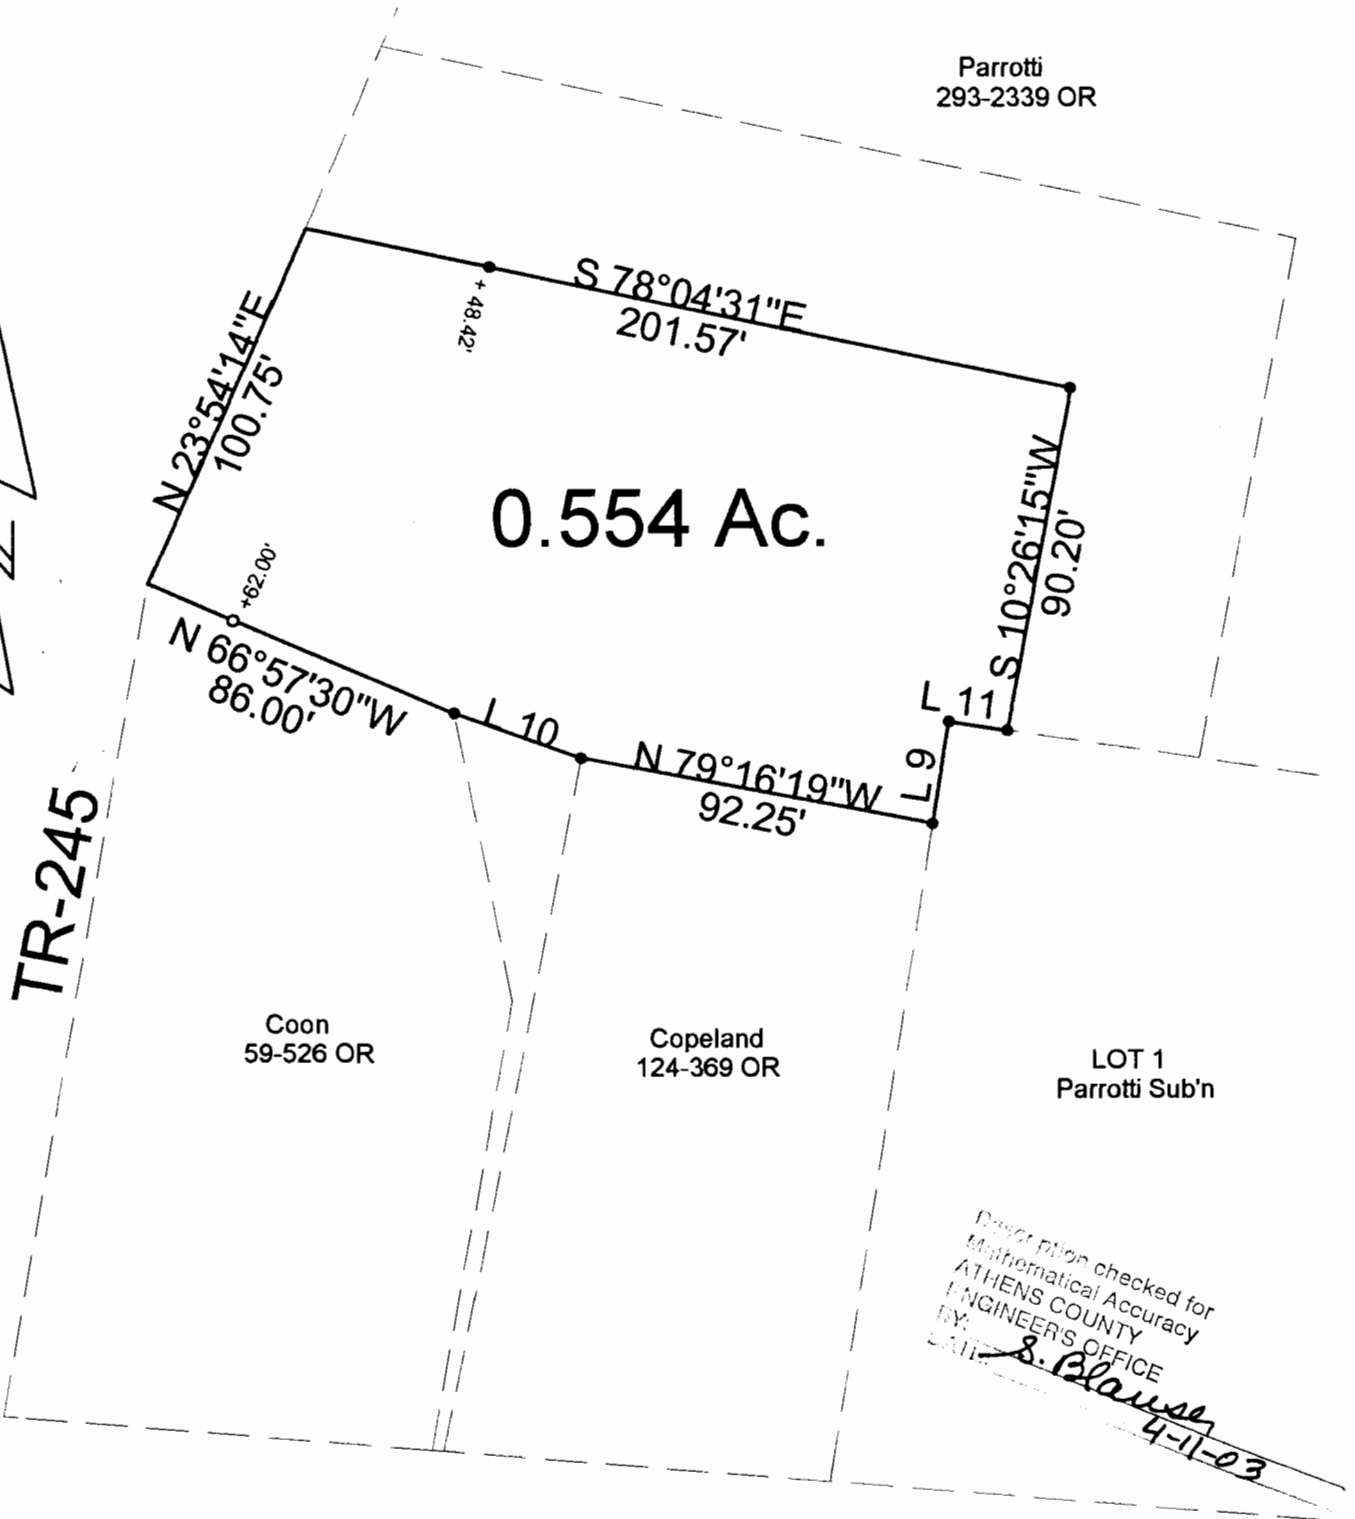 Parrotti
293-2339 OR
S 78°04'31"E
201.57'
+ 48.42'
N 23°54'14"E
100.75'
0.554 Ac.
S 10°26'15"W
90.20'
+62.00'
N 66°57'30"W
86.00'
L 10
L 11
L 9
N 79°16'19"W
92.25'
TR-245
Coon
59-526 OR
Copeland
124-369 OR
LOT 1
Parrotti Sub'n
Description checked for
Mathematical Accuracy
ATHENS COUNTY
ENGINEER'S OFFICE
BY: S. Blauser
DATE: 4-11-03